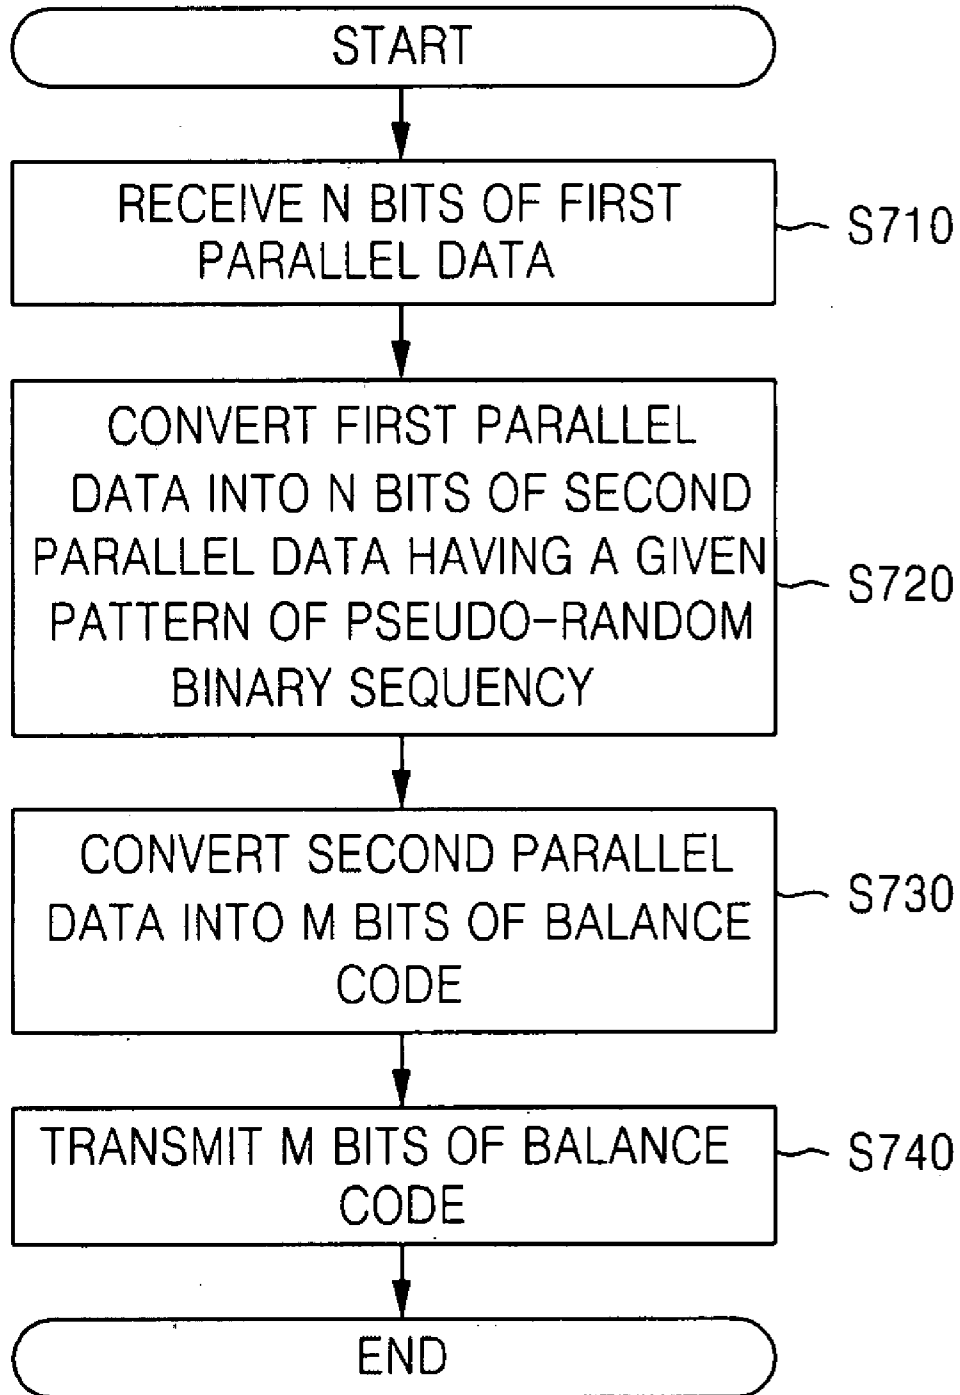 START
RECEIVE N BITS OF FIRST
PARALLEL DATA
S710
CONVERT FIRST PARALLEL
DATA INTO N BITS OF SECOND
PARALLEL DATA HAVING A GIVEN
PATTERN OF PSEUDO-RANDOM
BINARY SEQUENCY
S720
CONVERT SECOND PARALLEL
DATA INTO M BITS OF BALANCE
CODE
S730
TRANSMIT M BITS OF BALANCE
CODE
S740
END